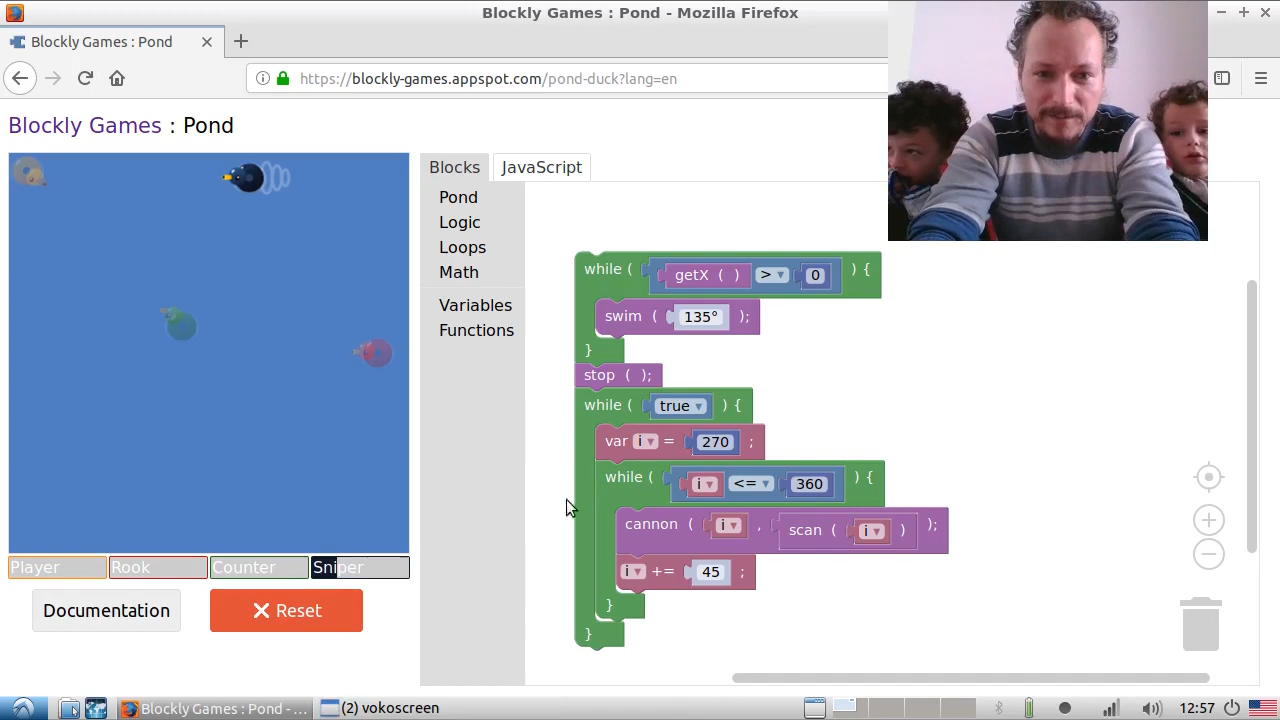 Blockly Games : Pond - Mozilla Firefox
Blockly Games : Pond
https://blockly-games.appspot.com/pond-duck?lang=en
Blockly Games : Pond
Blocks
JavaScript
Pond
Logic
Loops
Math
Variables
Functions
while ( getX ( ) > 0 ) {
swim ( 135° );
}
stop ( );
while ( true ) {
var i = 270 ;
while ( i <= 360 ) {
cannon ( i , scan ( i ) );
i += 45 ;
}
}
Player
Rook
Counter
Sniper
Documentation
Reset
Blockly Games : Pond - ...
(2) vokoscreen
12:57